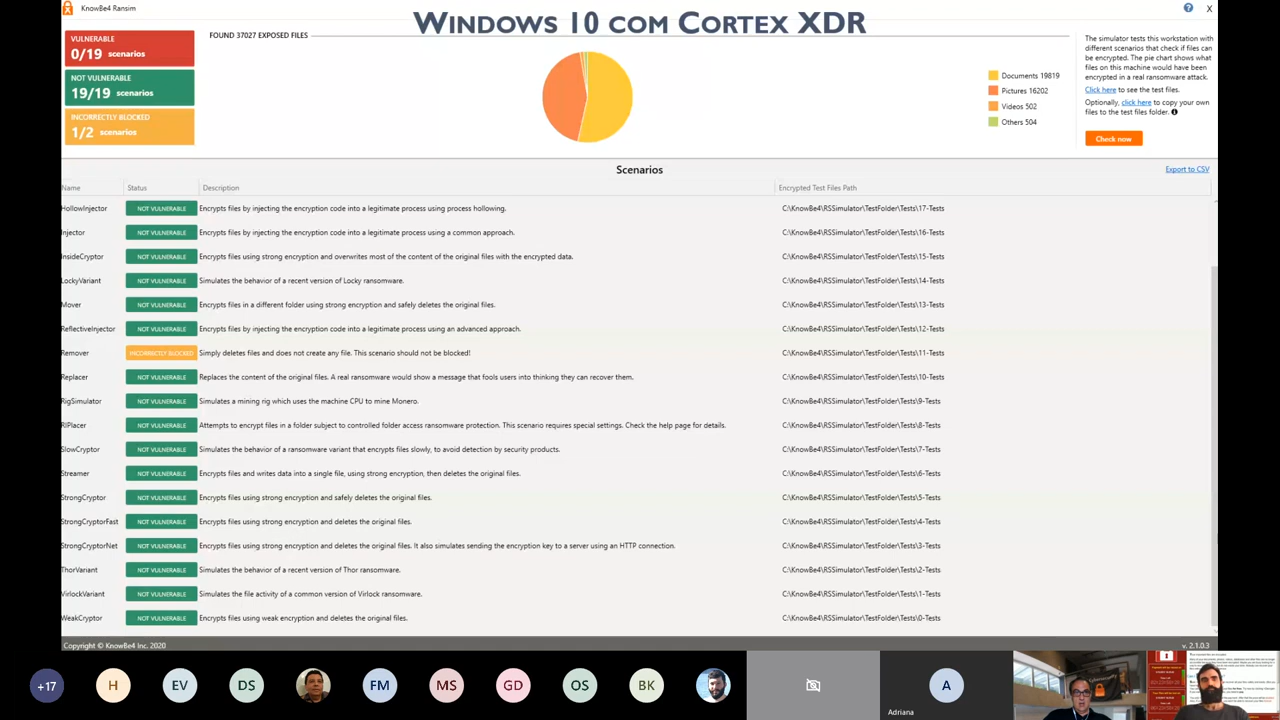 KnowBe4 Ransim
WINDOWS 10 COM CORTEX XDR
X
VULNERABLE
0/19 scenarios
NOT VULNERABLE
19/19 scenarios
INCORRECTLY BLOCKED
1/2 scenarios
FOUND 37027 EXPOSED FILES
Documents 19819
Pictures 16202
Videos 502
Others 504
The simulator tests this workstation with
different scenarios that check if files can
be encrypted. The pie chart shows what
files on this machine would have been
encrypted in a real ransomware attack.
Click here to see the test files.
Optionally, click here to copy your own
files to the test files folder.
Check now
Scenarios
Export to CSV
Name Status Description Encrypted Test Files Path
HollowInjector NOT VULNERABLE Encrypts files by injecting the encryption code into a legitimate process using process hollowing. C:\KnowBe4\RSSimulator\TestFolder\Tests\17-Tests
Injector NOT VULNERABLE Encrypts files by injecting the encryption code into a legitimate process using a common approach. C:\KnowBe4\RSSimulator\TestFolder\Tests\16-Tests
InsideCryptor NOT VULNERABLE Encrypts files using strong encryption and overwrites most of the content of the original files with the encrypted data. C:\KnowBe4\RSSimulator\TestFolder\Tests\15-Tests
LockyVariant NOT VULNERABLE Simulates the behavior of a recent version of Locky ransomware. C:\KnowBe4\RSSimulator\TestFolder\Tests\14-Tests
Mover NOT VULNERABLE Encrypts files in a different folder using strong encryption and safely deletes the original files. C:\KnowBe4\RSSimulator\TestFolder\Tests\13-Tests
ReflectiveInjector NOT VULNERABLE Encrypts files by injecting the encryption code into a legitimate process using an advanced approach. C:\KnowBe4\RSSimulator\TestFolder\Tests\12-Tests
Remover INCORRECTLY BLOCKED Simply deletes files and does not create any file. This scenario should not be blocked! C:\KnowBe4\RSSimulator\TestFolder\Tests\11-Tests
Replacer NOT VULNERABLE Replaces the content of the original files. A real ransomware would show a message that fools users into thinking they can recover them. C:\KnowBe4\RSSimulator\TestFolder\Tests\10-Tests
RigSimulator NOT VULNERABLE Simulates a mining rig which uses the machine CPU to mine Monero. C:\KnowBe4\RSSimulator\TestFolder\Tests\9-Tests
RIPlacer NOT VULNERABLE Attempts to encrypt files in a folder subject to controlled folder access ransomware protection. This scenario requires special settings. Check the help page for details. C:\KnowBe4\RSSimulator\TestFolder\Tests\8-Tests
SlowCryptor NOT VULNERABLE Simulates the behavior of a ransomware variant that encrypts files slowly, to avoid detection by security products. C:\KnowBe4\RSSimulator\TestFolder\Tests\7-Tests
Streamer NOT VULNERABLE Encrypts files and writes data into a single file, using strong encryption, then deletes the original files. C:\KnowBe4\RSSimulator\TestFolder\Tests\6-Tests
StrongCryptor NOT VULNERABLE Encrypts files using strong encryption and safely deletes the original files. C:\KnowBe4\RSSimulator\TestFolder\Tests\5-Tests
StrongCryptorFast NOT VULNERABLE Encrypts files using strong encryption and deletes the original files. C:\KnowBe4\RSSimulator\TestFolder\Tests\4-Tests
StrongCryptorNet NOT VULNERABLE Encrypts files using strong encryption and deletes the original files. It also simulates sending the encryption key to a server using an HTTP connection. C:\KnowBe4\RSSimulator\TestFolder\Tests\3-Tests
ThorVariant NOT VULNERABLE Simulates the behavior of a recent version of Thor ransomware. C:\KnowBe4\RSSimulator\TestFolder\Tests\2-Tests
VirlockVariant NOT VULNERABLE Simulates the file activity of a common version of Virlock ransomware. C:\KnowBe4\RSSimulator\TestFolder\Tests\1-Tests
WeakCryptor NOT VULNERABLE Encrypts files using weak encryption and deletes the original files. C:\KnowBe4\RSSimulator\TestFolder\Tests\0-Tests
Copyright © KnowBe4 Inc. 2020 v. 2.1.0.3
+17 H EV DS FM MS GD OS BK A
Adriana